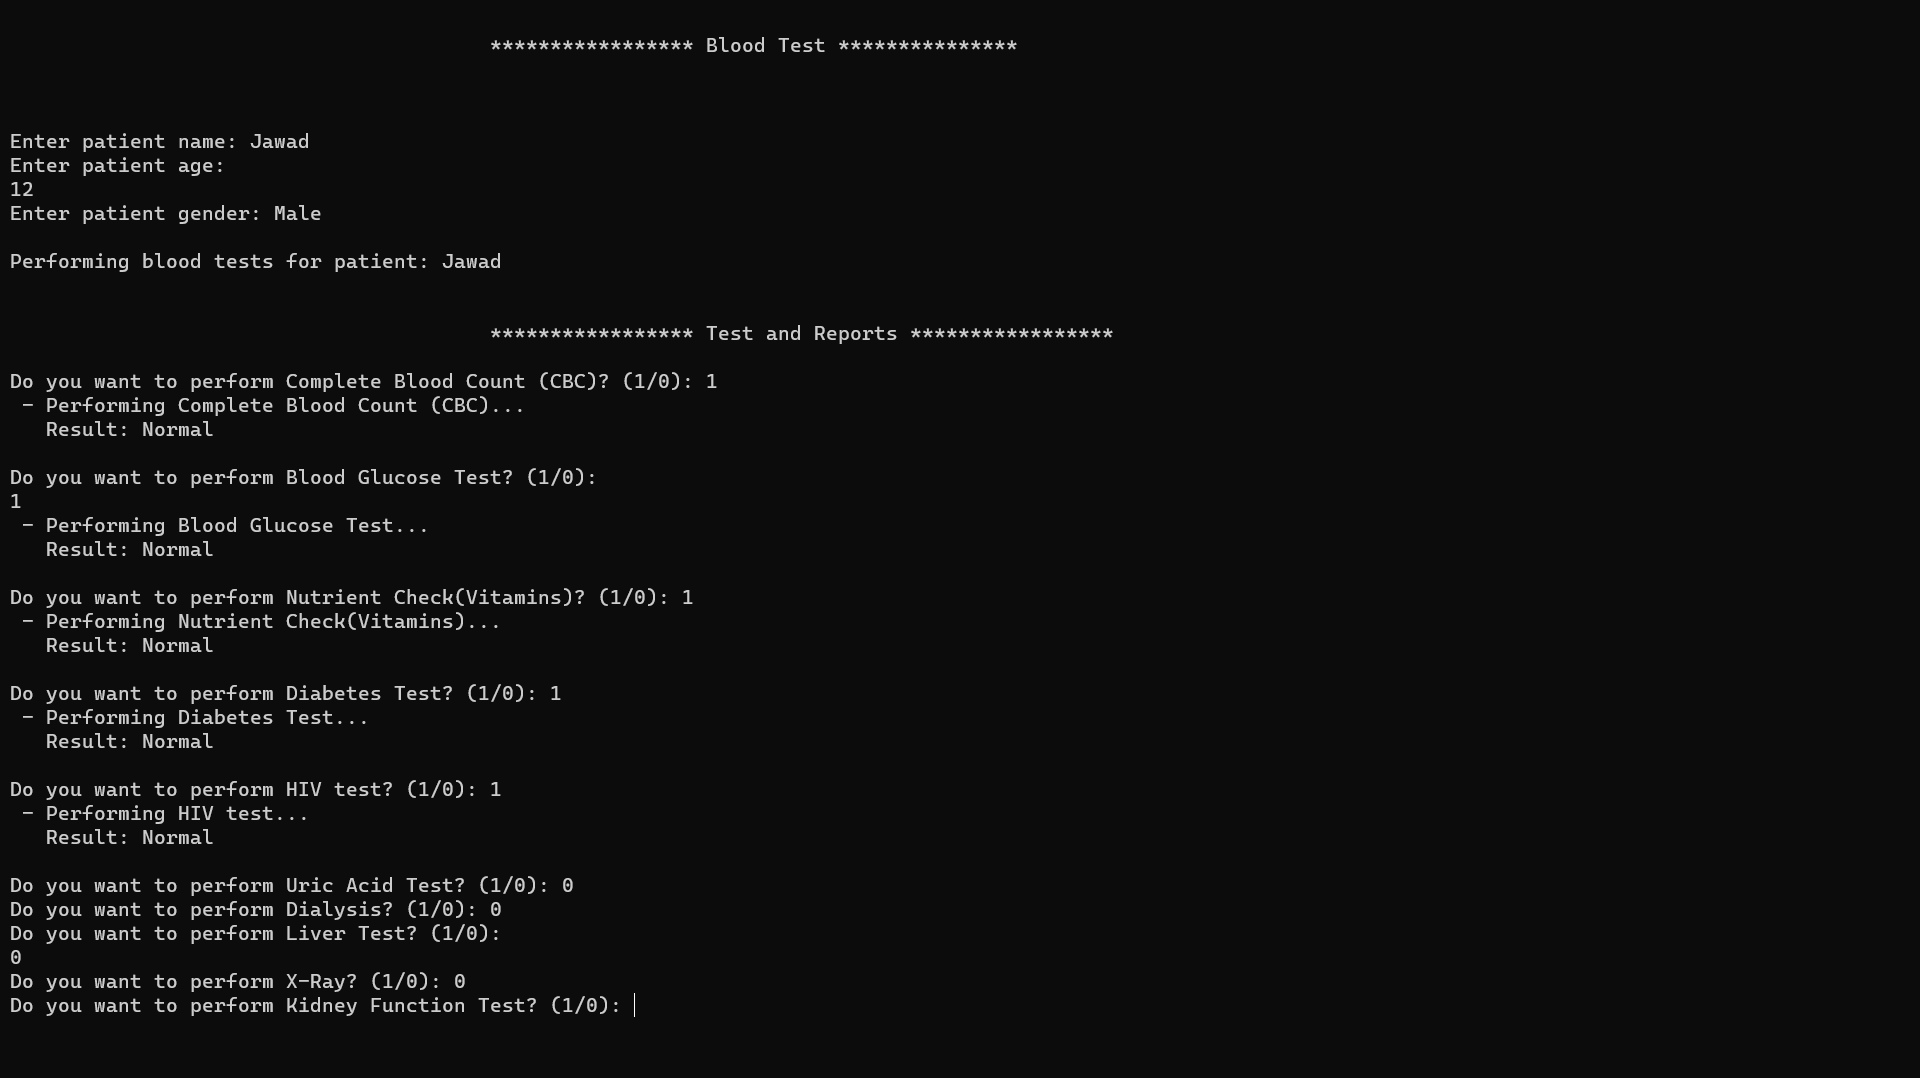 ***************** Blood Test ***************
Enter patient name: Jawad
Enter patient age:
12
Enter patient gender: Male
Performing blood tests for patient: Jawad
***************** Test and Reports *****************
Do you want to perform Complete Blood Count (CBC)? (1/0): 1
- Performing Complete Blood Count (CBC)...
Result: Normal
Do you want to perform Blood Glucose Test? (1/0):
1
- Performing Blood Glucose Test...
Result: Normal
Do you want to perform Nutrient Check(Vitamins)? (1/0): 1
- Performing Nutrient Check(Vitamins)...
Result: Normal
Do you want to perform Diabetes Test? (1/0): 1
- Performing Diabetes Test...
Result: Normal
Do you want to perform HIV test? (1/0): 1
- Performing HIV test...
Result: Normal
Do you want to perform Uric Acid Test? (1/0): 0
Do you want to perform Dialysis? (1/0): 0
Do you want to perform Liver Test? (1/0):
0
Do you want to perform X-Ray? (1/0): 0
Do you want to perform Kidney Function Test? (1/0):